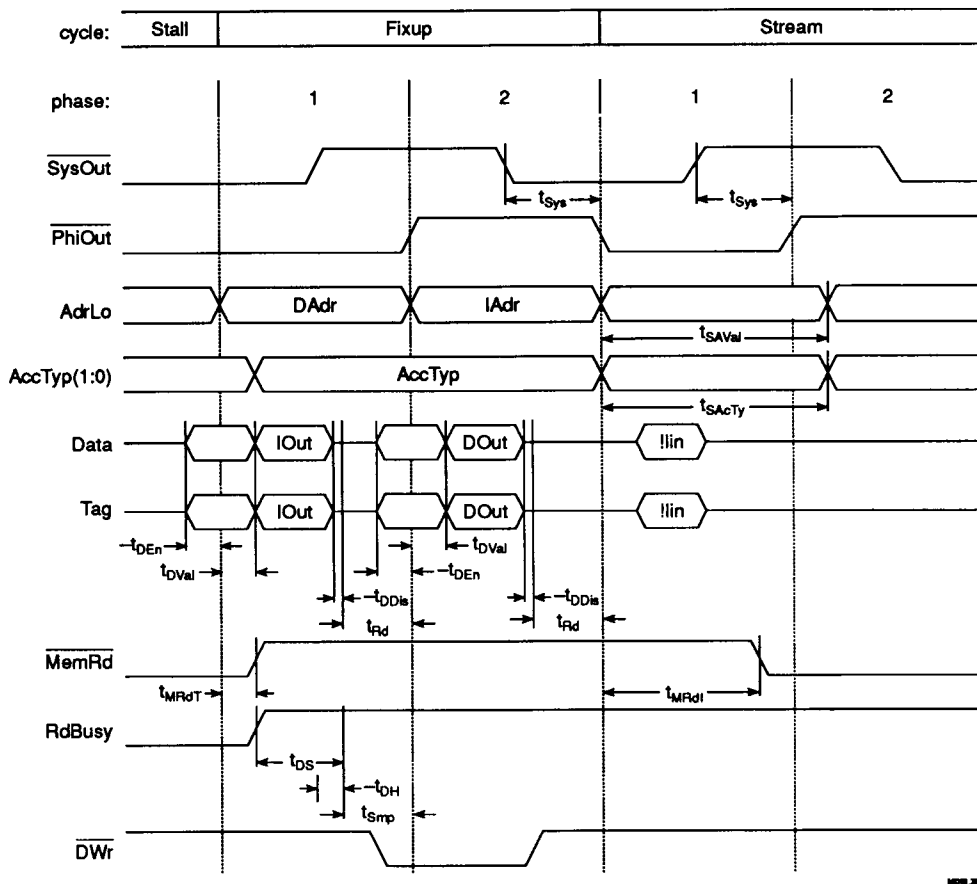 cycle: Stall Fixup Stream
phase: 1 2 1 2
SysOut
tSys tSys
PhiOut
AdrLo DAdr IAdr
tSAVal
AccTyp(1:0) AccTyp
tSAcTy
Data IOut DOut !Iin
Tag IOut DOut !Iin
–tDEn tDVal
tDVal –tDEn
–tDDis –tDDis
tRd tRd
MemRd
tMRdT tMRdI
RdBusy
tDS
–tDH
tSmp
DWr